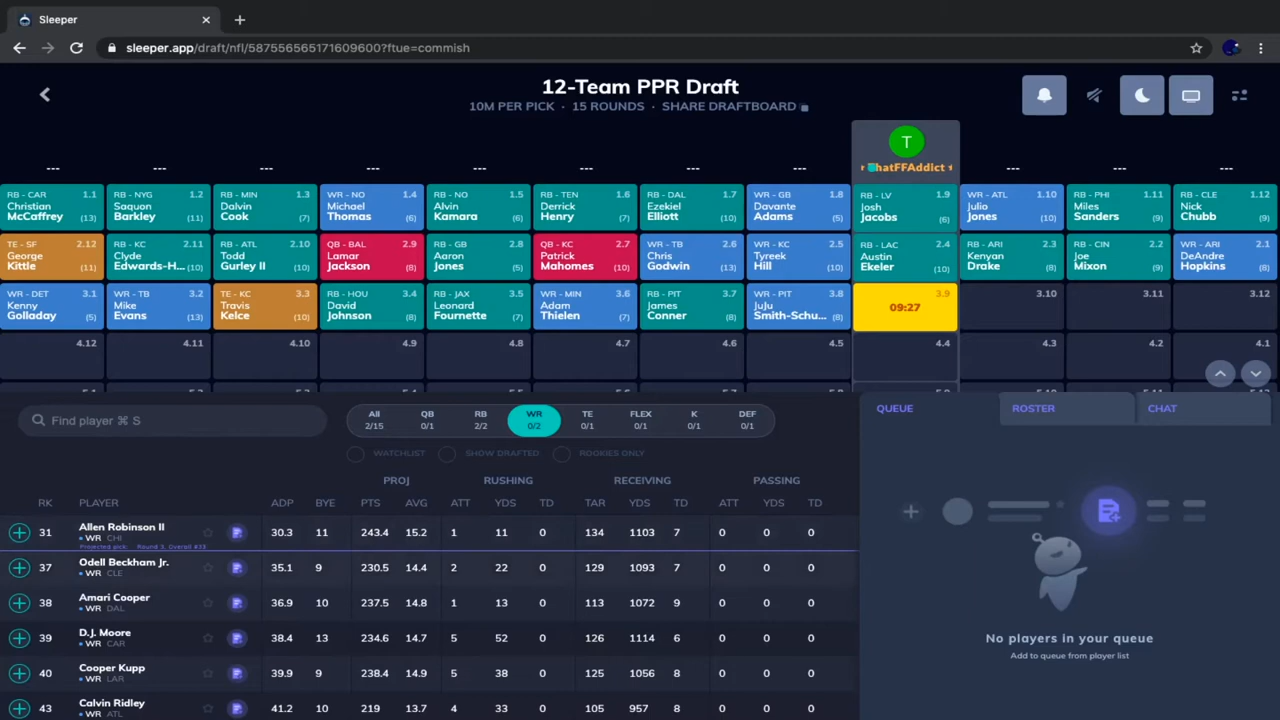 Sleeper
sleeper.app/draft/nfl/587556565171609600?ftue=commish
12-Team PPR Draft
10M PER PICK · 15 ROUNDS · SHARE DRAFTBOARD
T
--- --- --- --- --- --- --- --- hatFFAddict --- --- ---
RB - CAR 1.1 RB - NYG 1.2 RB - MIN 1.3 WR - NO 1.4 RB - NO 1.5 RB - TEN 1.6 RB - DAL 1.7 WR - GB 1.8 RB - LV 1.9 WR - ATL 1.10 RB - PHI 1.11 RB - CLE 1.12
Christian Saquon Dalvin Michael Alvin Derrick Ezekiel Davante Josh Julio Miles Nick
McCaffrey (13) Barkley (11) Cook (7) Thomas (6) Kamara (6) Henry (7) Elliott (10) Adams (5) Jacobs (6) Jones (10) Sanders (9) Chubb (9)
TE - SF 2.12 RB - KC 2.11 RB - ATL 2.10 QB - BAL 2.9 RB - GB 2.8 QB - KC 2.7 WR - TB 2.6 WR - KC 2.5 RB - LAC 2.4 RB - ARI 2.3 RB - CIN 2.2 WR - ARI 2.1
George Clyde Todd Lamar Aaron Patrick Chris Tyreek Austin Kenyan Joe DeAndre
Kittle (11) Edwards-H... (10) Gurley II (10) Jackson (8) Jones (5) Mahomes (10) Godwin (13) Hill (10) Ekeler (10) Drake (8) Mixon (9) Hopkins (8)
WR - DET 3.1 WR - TB 3.2 TE - KC 3.3 RB - HOU 3.4 RB - JAX 3.5 WR - MIN 3.6 RB - PIT 3.7 WR - PIT 3.8 3.9 3.10 3.11 3.12
Kenny Mike Travis David Leonard Adam James JuJu 09:27
Golladay (5) Evans (13) Kelce (10) Johnson (8) Fournette (7) Thielen (7) Conner (8) Smith-Schu... (8)
4.12 4.11 4.10 4.9 4.8 4.7 4.6 4.5 4.4 4.3 4.2 4.1
Find player ⌘ S
All QB RB WR TE FLEX K DEF
2/15 0/1 2/2 0/2 0/1 0/1 0/1 0/1
WATCHLIST SHOW DRAFTED ROOKIES ONLY
QUEUE ROSTER CHAT
PROJ RUSHING RECEIVING PASSING
RK PLAYER ADP BYE PTS AVG ATT YDS TD TAR YDS TD ATT YDS TD
31 Allen Robinson II 30.3 11 243.4 15.2 1 11 0 134 1103 7 0 0 0
WR CHI
Projected pick: Round 3, Overall #33
37 Odell Beckham Jr. 35.1 9 230.5 14.4 2 22 0 129 1093 7 0 0 0
WR CLE
38 Amari Cooper 36.9 10 237.5 14.8 1 13 0 113 1072 9 0 0 0
WR DAL
39 D.J. Moore 38.4 13 234.6 14.7 5 52 0 126 1114 6 0 0 0
WR CAR
40 Cooper Kupp 39.9 9 238.4 14.9 5 38 0 125 1056 8 0 0 0
WR LAR
43 Calvin Ridley 41.2 10 219 13.7 4 33 0 105 957 8 0 0 0
WR ATL
No players in your queue
Add to queue from player list